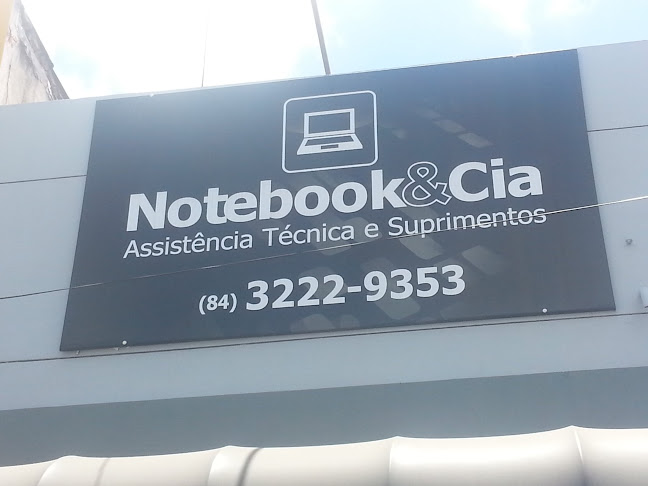 Notebook&Cia
Assistência Técnica e Suprimentos
(84) 3222-9353